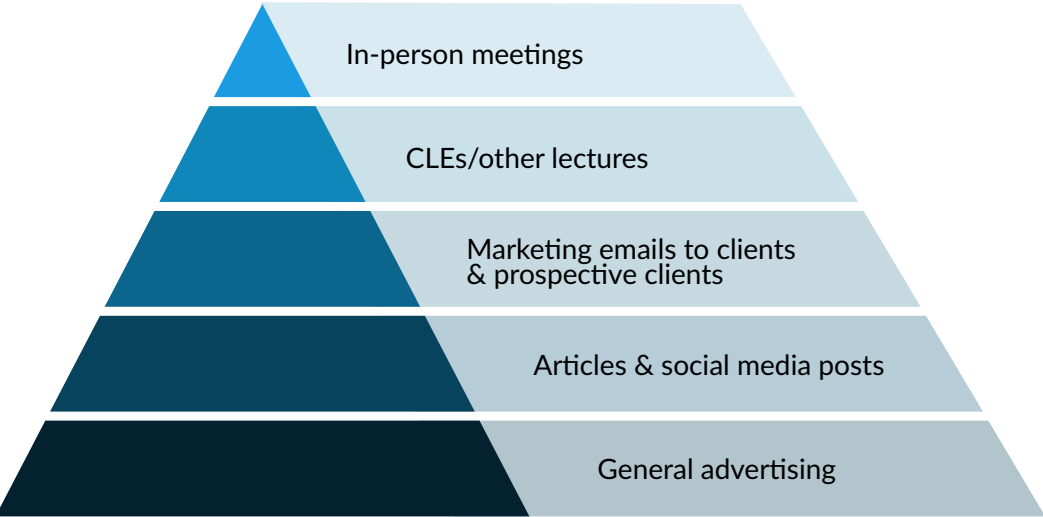 In-person meetings
CLEs/other lectures
Marketing emails to clients
& prospective clients
Articles & social media posts
General advertising